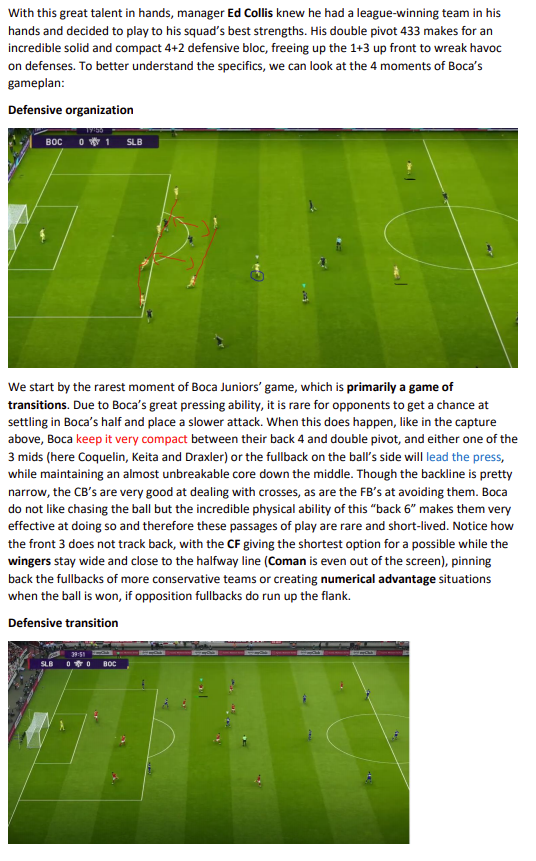 With this great talent in hands, manager Ed Collis knew he had a league-winning team in his
hands and decided to play to his squad's best strengths. His double pivot 433 makes for an
incredible solid and compact 4+2 defensive bloc, freeing up the 1+3 up front to wreak havoc
on defenses. To better understand the specifics, we can look at the 4 moments of Boca's
gameplan:
Defensive organization
BOC 0 1 SLB
We start by the rarest moment of Boca Juniors' game, which is primarily a game of
transitions. Due to Boca's great pressing ability, it is rare for opponents to get a chance at
settling in Boca's half and place a slower attack. When this does happen, like in the capture
above, Boca keep it very compact between their back 4 and double pivot, and either one of the
3 mids (here Coquelin, Keita and Draxler) or the fullback on the ball's side will lead the press,
while maintaining an almost unbreakable core down the middle. Though the backline is pretty
narrow, the CB's are very good at dealing with crosses, as are the FB's at avoiding them. Boca
do not like chasing the ball but the incredible physical ability of this "back 6" makes them very
effective at doing so and therefore these passages of play are rare and short-lived. Notice how
the front 3 does not track back, with the CF giving the shortest option for a possible while the
wingers stay wide and close to the halfway line (Coman is even out of the screen), pinning
back the fullbacks of more conservative teams or creating numerical advantage situations
when the ball is won, if opposition fullbacks do run up the flank.
Defensive transition
39:51
SLB 0 0 BOC